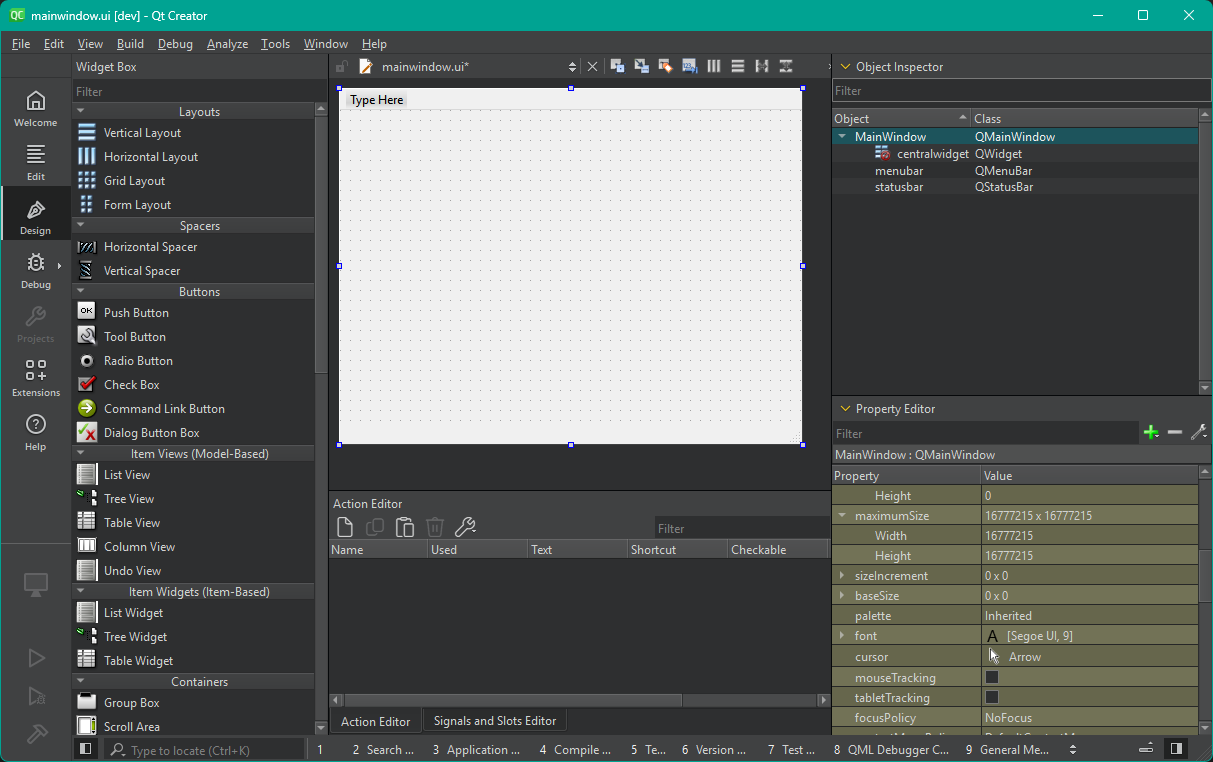 QC mainwindow.ui [dev] - Qt Creator
File Edit View Build Debug Analyze Tools Window Help
Widget Box
mainwindow.ui*
Object Inspector
Filter
Filter
Welcome
Edit
Design
Debug
Projects
Extensions
Help
Layouts
Vertical Layout
Horizontal Layout
Grid Layout
Form Layout
Spacers
Horizontal Spacer
Vertical Spacer
Buttons
OK Push Button
Tool Button
Radio Button
Check Box
Command Link Button
Dialog Button Box
Item Views (Model-Based)
List View
Tree View
Table View
Column View
Undo View
Item Widgets (Item-Based)
List Widget
Tree Widget
Table Widget
Containers
Group Box
Scroll Area
Type Here
Action Editor
Filter
Name Used Text Shortcut Checkable
Action Editor Signals and Slots Editor
Object Class
MainWindow QMainWindow
centralwidget QWidget
menubar QMenuBar
statusbar QStatusBar
Property Editor
Filter
MainWindow : QMainWindow
Property Value
Height 0
maximumSize 16777215 x 16777215
Width 16777215
Height 16777215
sizeIncrement 0 x 0
baseSize 0 x 0
palette Inherited
font A [Segoe UI, 9]
cursor Arrow
mouseTracking
tabletTracking
focusPolicy NoFocus
Type to locate (Ctrl+K) 1 2 Search ... 3 Application ... 4 Compile ... 5 Te... 6 Version ... 7 Test ... 8 QML Debugger C... 9 General Me...